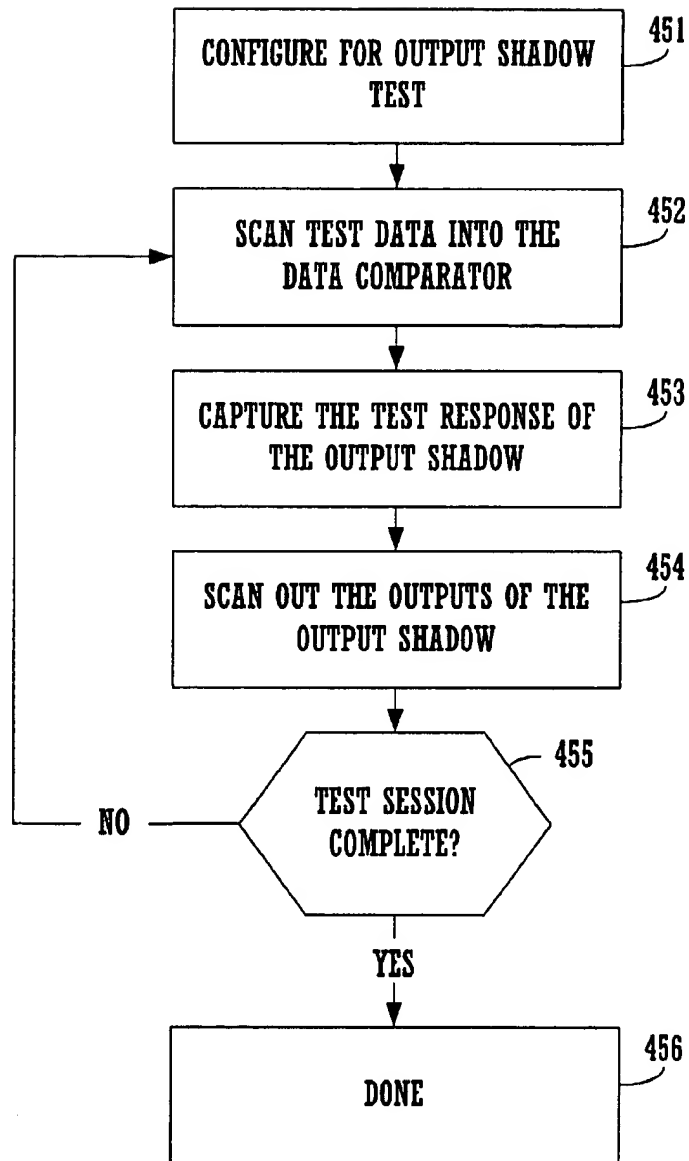 451
CONFIGURE FOR OUTPUT SHADOW
TEST
452
SCAN TEST DATA INTO THE
DATA COMPARATOR
453
CAPTURE THE TEST RESPONSE OF
THE OUTPUT SHADOW
454
SCAN OUT THE OUTPUTS OF THE
OUTPUT SHADOW
455
TEST SESSION
COMPLETE?
NO
YES
456
DONE